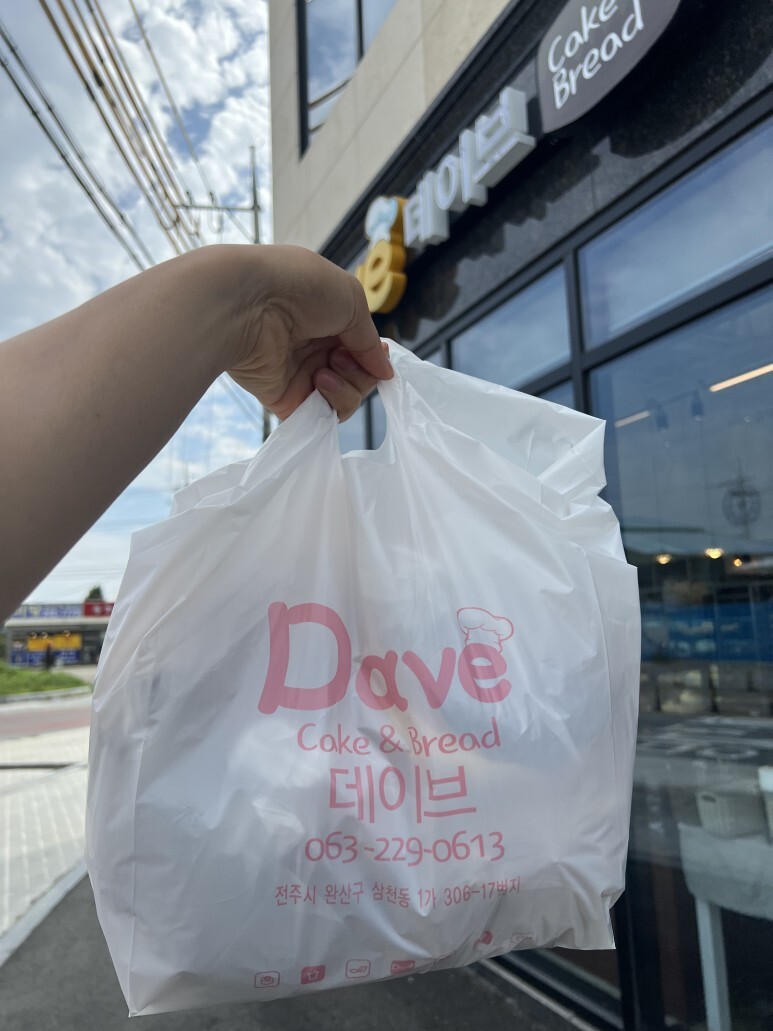 Cake
Bread
데이브
e
Dave
Cake & Bread
데이브
063-229-0613
전주시 완산구 삼천동 1가 306-17번지